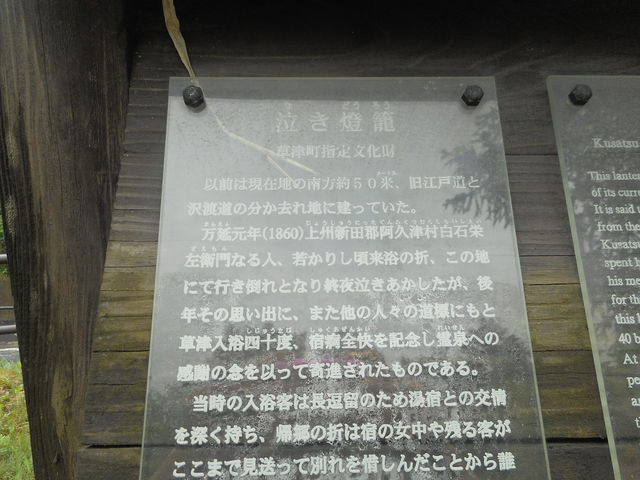 泣き燈籠
草津町指定文化財
以前は現在地の南方約50米、旧江戸道と
沢渡道の分か去れ地に建っていた。
万延元年(1860)上州新田郡阿久津村白石栄
左衛門なる人、若かりし頃来浴の折、この地
にて行き倒れとなり終夜泣きあかしたが、後
年その思い出に、また他の人々の道標にもと
草津入浴四十度、宿病全快を記念し霊泉への
感謝の念を以って寄進されたものである。
当時の入浴客は長逗留のため湯宿との交情
を深く持ち、帰郷の折は宿の女中や残る客が
ここまで見送って別れを惜しんだことから誰
Kusatsu
This lanter
of its curre
It is said t
from the
Kusats
spent h
his me
for th
this l
40 b
At
pe
a
t